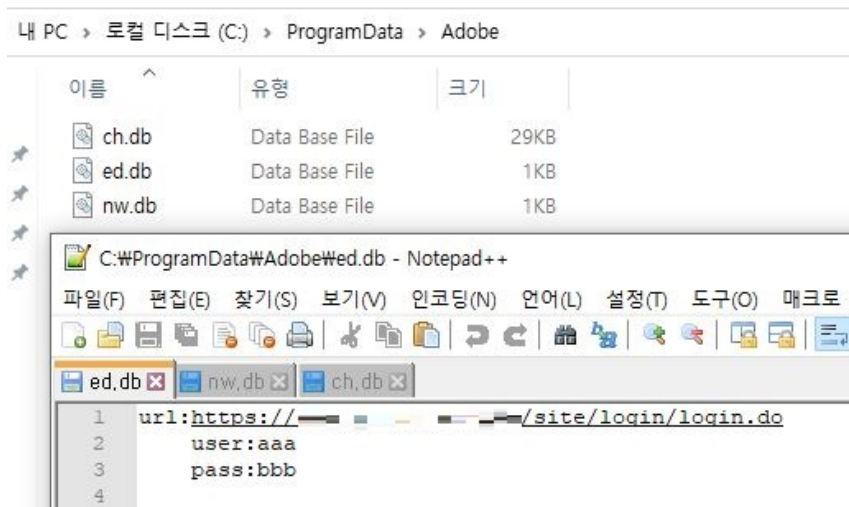 내 PC > 로컬 디스크 (C:) > ProgramData > Adobe
이름 유형 크기
ch.db Data Base File 29KB
ed.db Data Base File 1KB
nw.db Data Base File 1KB
C:₩ProgramData₩Adobe₩ed.db - Notepad++
파일(F) 편집(E) 찾기(S) 보기(V) 인코딩(N) 언어(L) 설정(T) 도구(O) 매크로
ed.db nw.db ch.db
1 url:https:// /site/login/login.do
2 user:aaa
3 pass:bbb
4